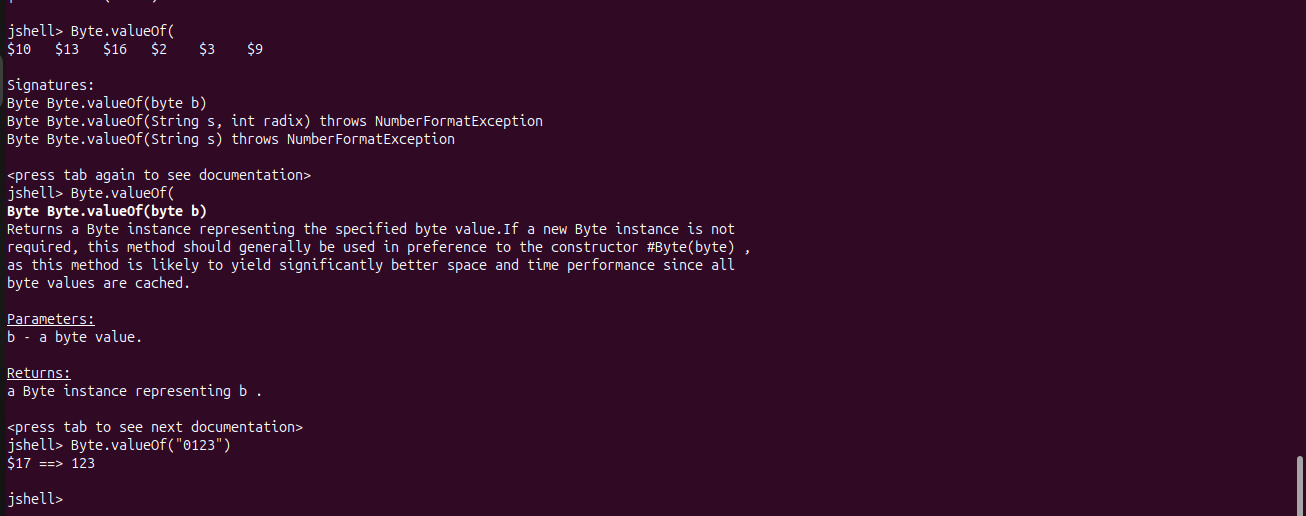 jshell> Byte.valueOf(
$10   $13   $16   $2    $3    $9
Signatures:
Byte Byte.valueOf(byte b)
Byte Byte.valueOf(String s, int radix) throws NumberFormatException
Byte Byte.valueOf(String s) throws NumberFormatException
<press tab again to see documentation>
jshell> Byte.valueOf(
Byte Byte.valueOf(byte b)
Returns a Byte instance representing the specified byte value.If a new Byte instance is not
required, this method should generally be used in preference to the constructor #Byte(byte) ,
as this method is likely to yield significantly better space and time performance since all
byte values are cached.
Parameters:
b - a byte value.
Returns:
a Byte instance representing b .
<press tab to see next documentation>
jshell> Byte.valueOf("0123")
$17 ==> 123
jshell>